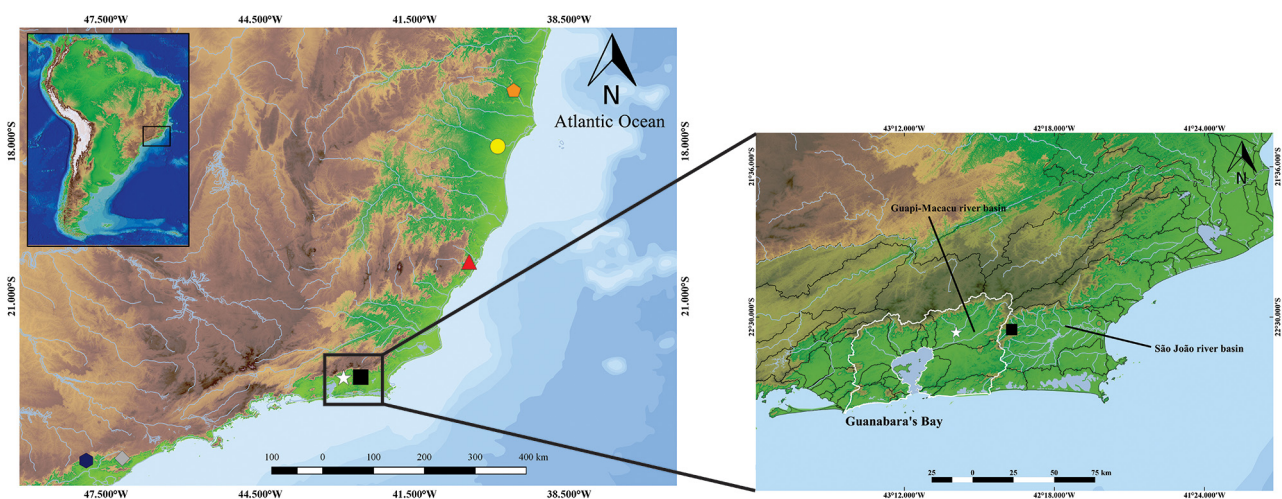 47.500°W 44.500°W 41.500°W 38.500°W
N
Atlantic Ocean
18.000°S
18.000°S
21.000°S
21.000°S
100 0 100 200 300 400 km
47.500°W 44.500°W 41.500°W 38.500°W
43°12.000'W 42°18.000'W 41°24.000'W
21°36.000'S
21°36.000'S
N
Guapi-Macacu river basin
22°30.000'S
22°30.000'S
São João river basin
Guanabara's Bay
25 0 25 50 75 km
43°12.000'W 42°18.000'W 41°24.000'W